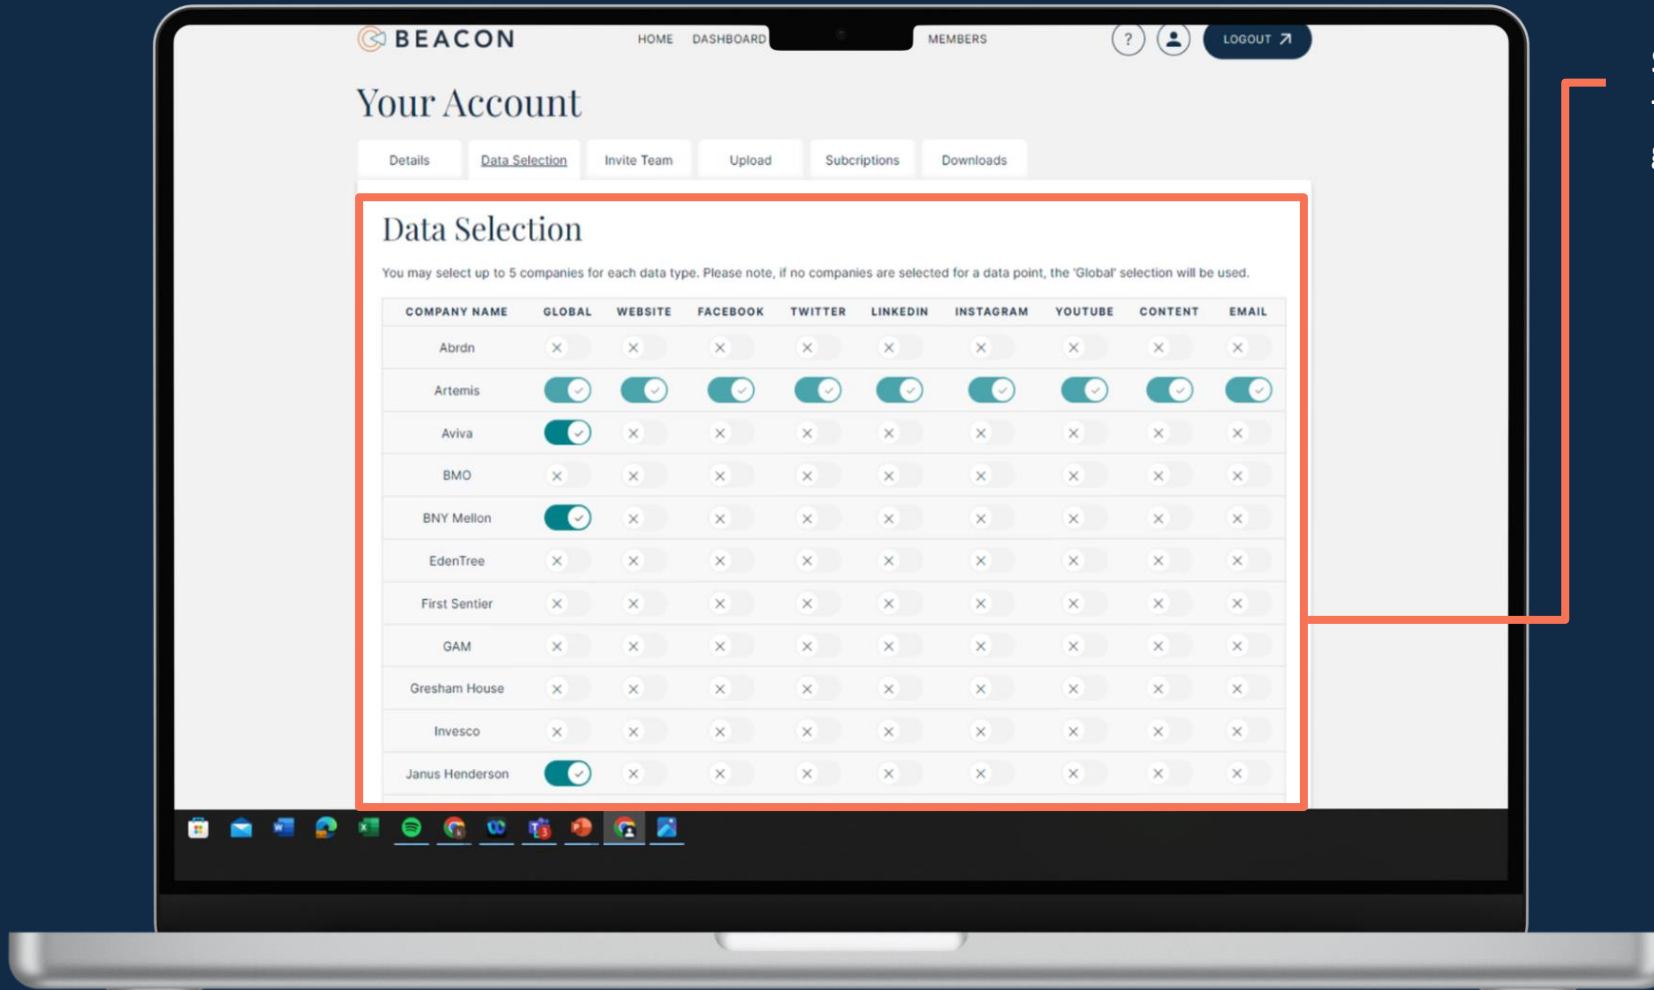 BEACON
HOME DASHBOARD MEMBERS ? LOGOUT
Your Account
Details Data Selection Invite Team Upload Subcriptions Downloads
Data Selection
You may select up to 5 companies for each data type. Please note, if no companies are selected for a data point, the 'Global' selection will be used.
COMPANY NAME GLOBAL WEBSITE FACEBOOK TWITTER LINKEDIN INSTAGRAM YOUTUBE CONTENT EMAIL
Abrdn
Artemis
Aviva
BMO
BNY Mellon
EdenTree
First Sentier
GAM
Gresham House
Invesco
Janus Henderson